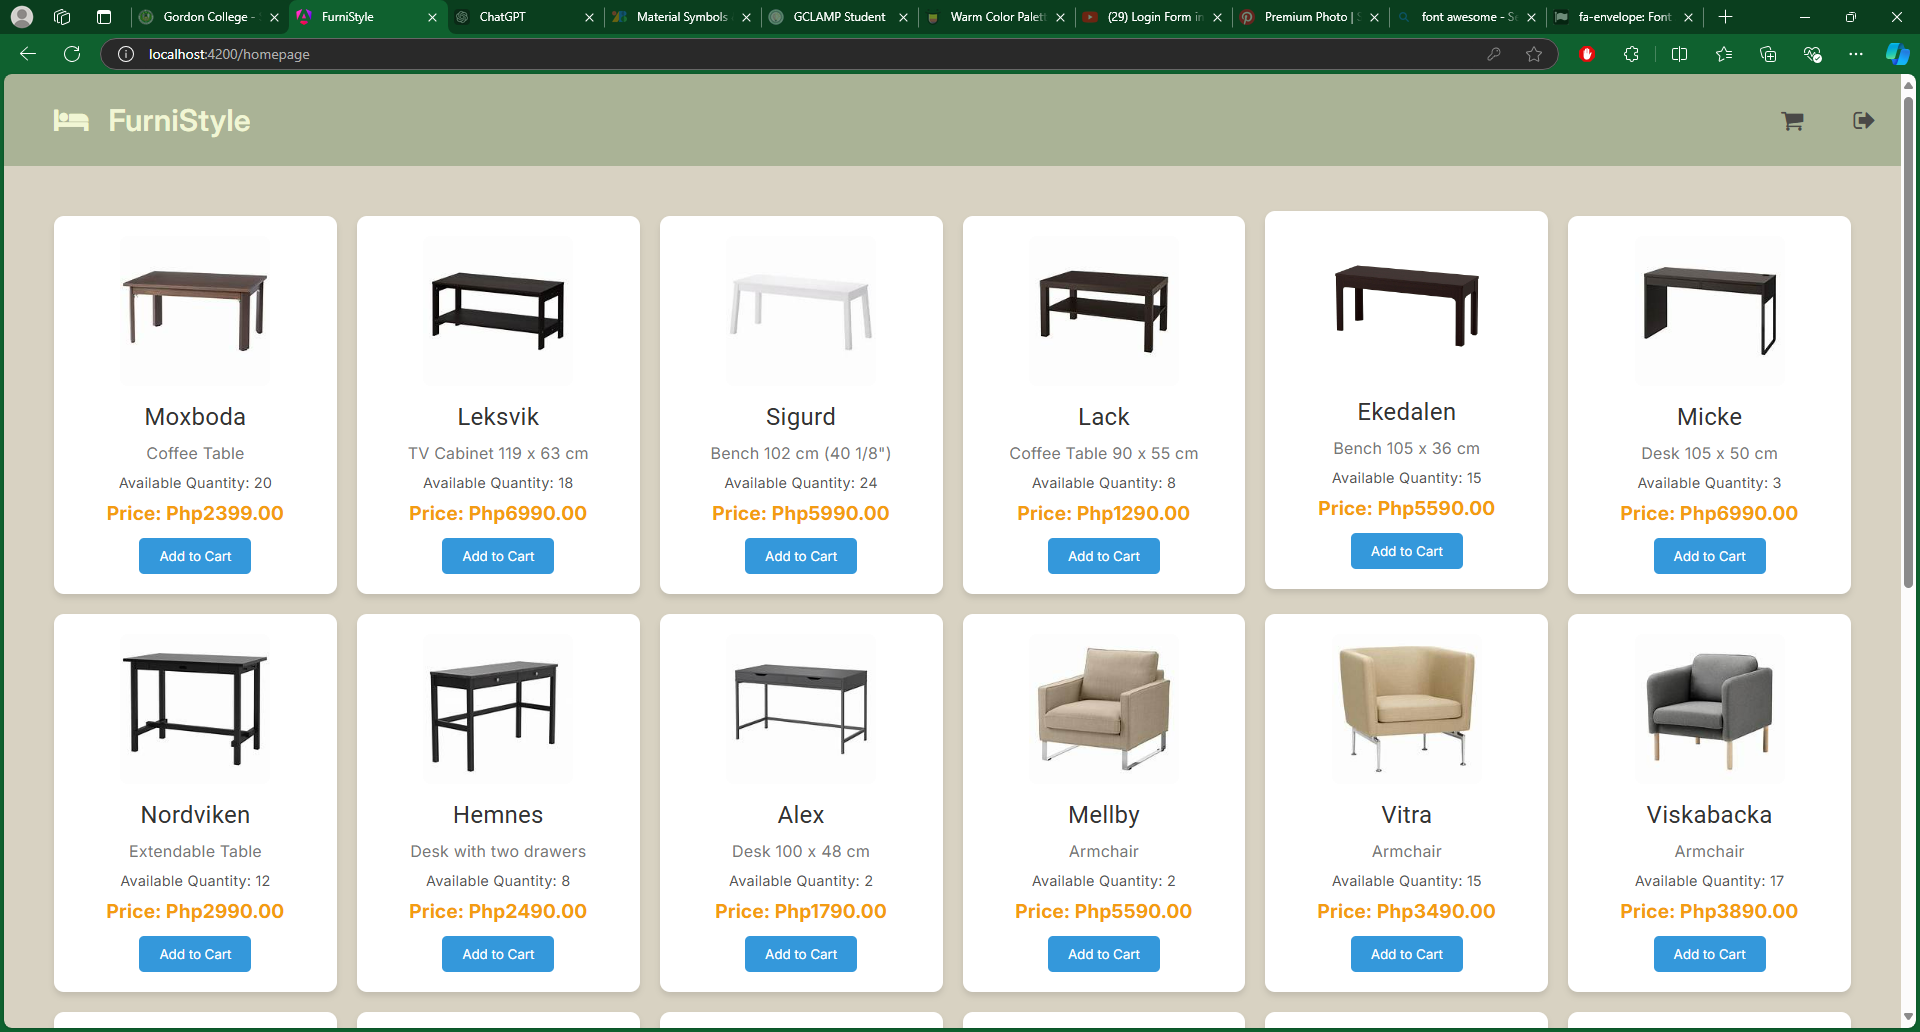 Gordon College -
FurniStyle
ChatGPT
Material Symbols
GCLAMP Student
Warm Color Palett
(29) Login Form in
Premium Photo |
font awesome - Se
fa-envelope: Font
localhost:4200/homepage
FurniStyle
Moxboda
Coffee Table
Available Quantity: 20
Price: Php2399.00
Add to Cart
Leksvik
TV Cabinet 119 x 63 cm
Available Quantity: 18
Price: Php6990.00
Add to Cart
Sigurd
Bench 102 cm (40 1/8")
Available Quantity: 24
Price: Php5990.00
Add to Cart
Lack
Coffee Table 90 x 55 cm
Available Quantity: 8
Price: Php1290.00
Add to Cart
Ekedalen
Bench 105 x 36 cm
Available Quantity: 15
Price: Php5590.00
Add to Cart
Micke
Desk 105 x 50 cm
Available Quantity: 3
Price: Php6990.00
Add to Cart
Nordviken
Extendable Table
Available Quantity: 12
Price: Php2990.00
Add to Cart
Hemnes
Desk with two drawers
Available Quantity: 8
Price: Php2490.00
Add to Cart
Alex
Desk 100 x 48 cm
Available Quantity: 2
Price: Php1790.00
Add to Cart
Mellby
Armchair
Available Quantity: 2
Price: Php5590.00
Add to Cart
Vitra
Armchair
Available Quantity: 15
Price: Php3490.00
Add to Cart
Viskabacka
Armchair
Available Quantity: 17
Price: Php3890.00
Add to Cart